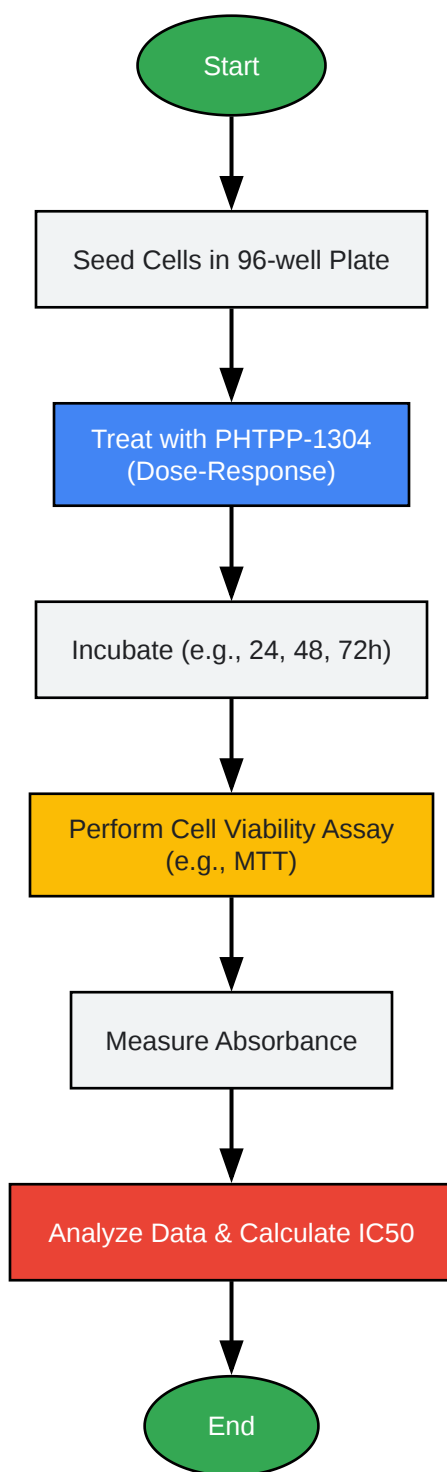 Start
Seed Cells in 96-well Plate
Treat with PHTPP-1304
(Dose-Response)
Incubate (e.g., 24, 48, 72h)
Perform Cell Viability Assay
(e.g., MTT)
Measure Absorbance
Analyze Data & Calculate IC50
End